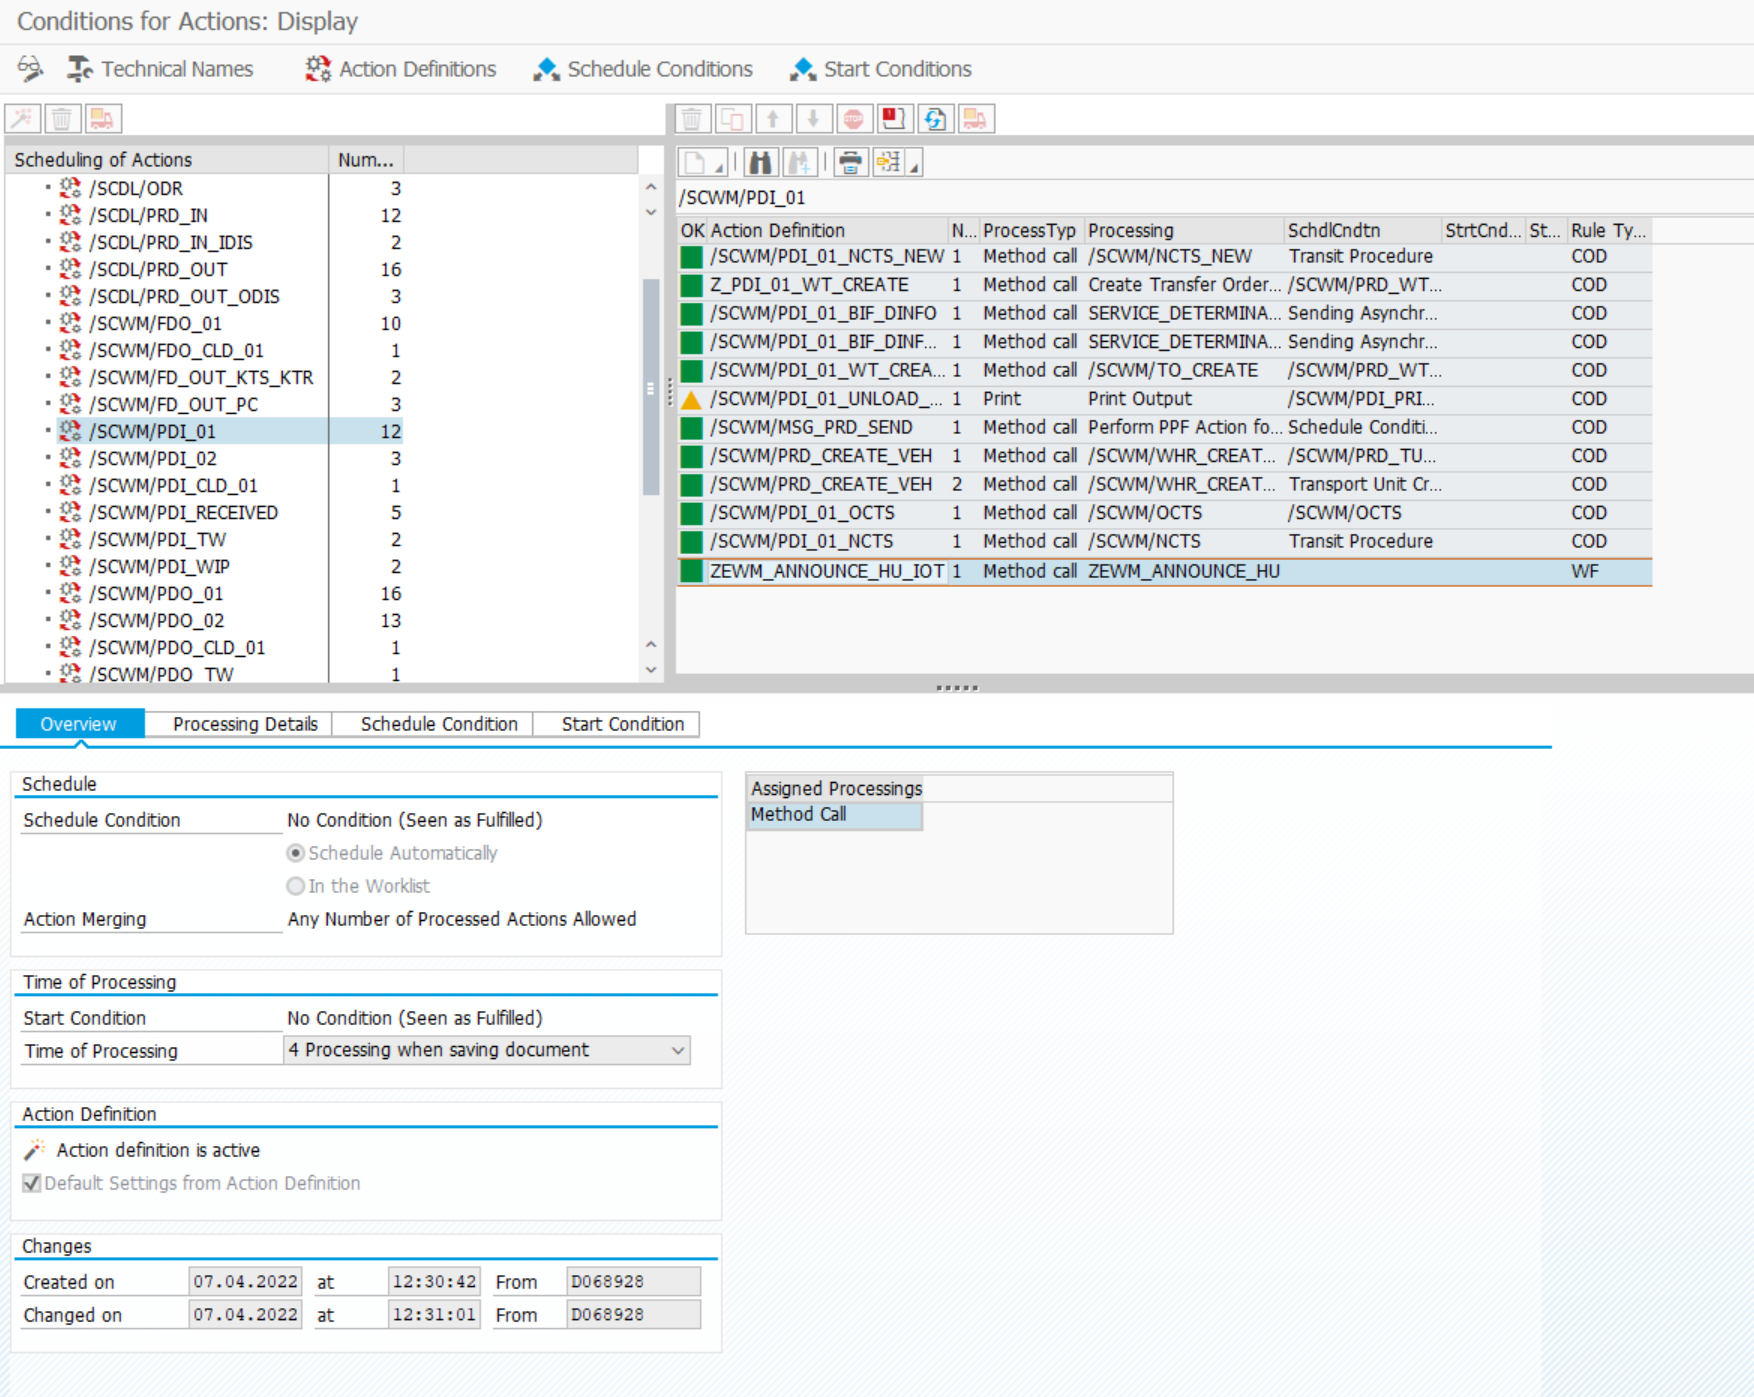 Conditions for Actions: Display
Technical Names Action Definitions Schedule Conditions Start Conditions
Scheduling of Actions Num...
/SCDL/ODR 3
/SCDL/PRD_IN 12
/SCDL/PRD_IN_IDIS 2
/SCDL/PRD_OUT 16
/SCDL/PRD_OUT_ODIS 3
/SCWM/FDO_01 10
/SCWM/FDO_CLD_01 1
/SCWM/FD_OUT_KTS_KTR 2
/SCWM/FD_OUT_PC 3
/SCWM/PDI_01 12
/SCWM/PDI_02 3
/SCWM/PDI_CLD_01 1
/SCWM/PDI_RECEIVED 5
/SCWM/PDI_TW 2
/SCWM/PDI_WIP 2
/SCWM/PDO_01 16
/SCWM/PDO_02 13
/SCWM/PDO_CLD_01 1
/SCWM/PDO_TW 1
STOP
/SCWM/PDI_01
OK Action Definition N... ProcessTyp Processing SchdlCndtn StrtCnd... St... Rule Ty...
/SCWM/PDI_01_NCTS_NEW 1 Method call /SCWM/NCTS_NEW Transit Procedure COD
Z_PDI_01_WT_CREATE 1 Method call Create Transfer Order... /SCWM/PRD_WT... COD
/SCWM/PDI_01_BIF_DINFO 1 Method call SERVICE_DETERMINA... Sending Asynchr... COD
/SCWM/PDI_01_BIF_DINF... 1 Method call SERVICE_DETERMINA... Sending Asynchr... COD
/SCWM/PDI_01_WT_CREA... 1 Method call /SCWM/TO_CREATE /SCWM/PRD_WT... COD
/SCWM/PDI_01_UNLOAD_... 1 Print Print Output /SCWM/PDI_PRI... COD
/SCWM/MSG_PRD_SEND 1 Method call Perform PPF Action fo... Schedule Conditi... COD
/SCWM/PRD_CREATE_VEH 1 Method call /SCWM/WHR_CREAT... /SCWM/PRD_TU... COD
/SCWM/PRD_CREATE_VEH 2 Method call /SCWM/WHR_CREAT... Transport Unit Cr... COD
/SCWM/PDI_01_OCTS 1 Method call /SCWM/OCTS /SCWM/OCTS COD
/SCWM/PDI_01_NCTS 1 Method call /SCWM/NCTS Transit Procedure COD
ZEWM_ANNOUNCE_HU_IOT 1 Method call ZEWM_ANNOUNCE_HU WF
Overview Processing Details Schedule Condition Start Condition
Schedule
Schedule Condition No Condition (Seen as Fulfilled)
Schedule Automatically
In the Worklist
Action Merging Any Number of Processed Actions Allowed
Assigned Processings
Method Call
Time of Processing
Start Condition No Condition (Seen as Fulfilled)
Time of Processing 4 Processing when saving document
Action Definition
Action definition is active
Default Settings from Action Definition
Changes
Created on 07.04.2022 at 12:30:42 From D068928
Changed on 07.04.2022 at 12:31:01 From D068928